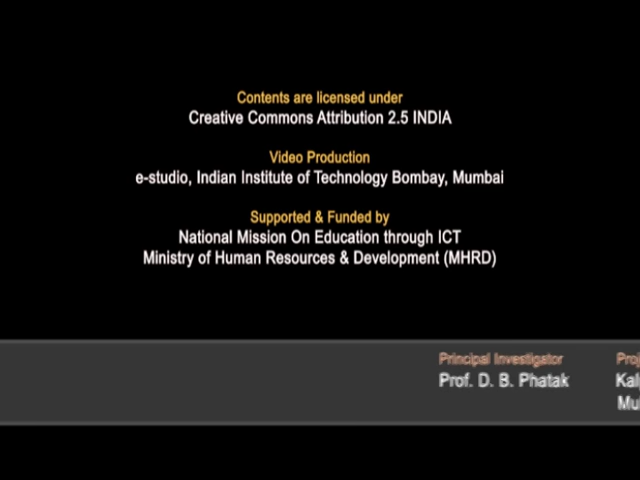 Contents are licensed under
Creative Commons Attribution 2.5 INDIA
Video Production
e-studio, Indian Institute of Technology Bombay, Mumbai
Supported & Funded by
National Mission On Education through ICT
Ministry of Human Resources & Development (MHRD)
Principal Investigator
Prof. D. B. Phatak